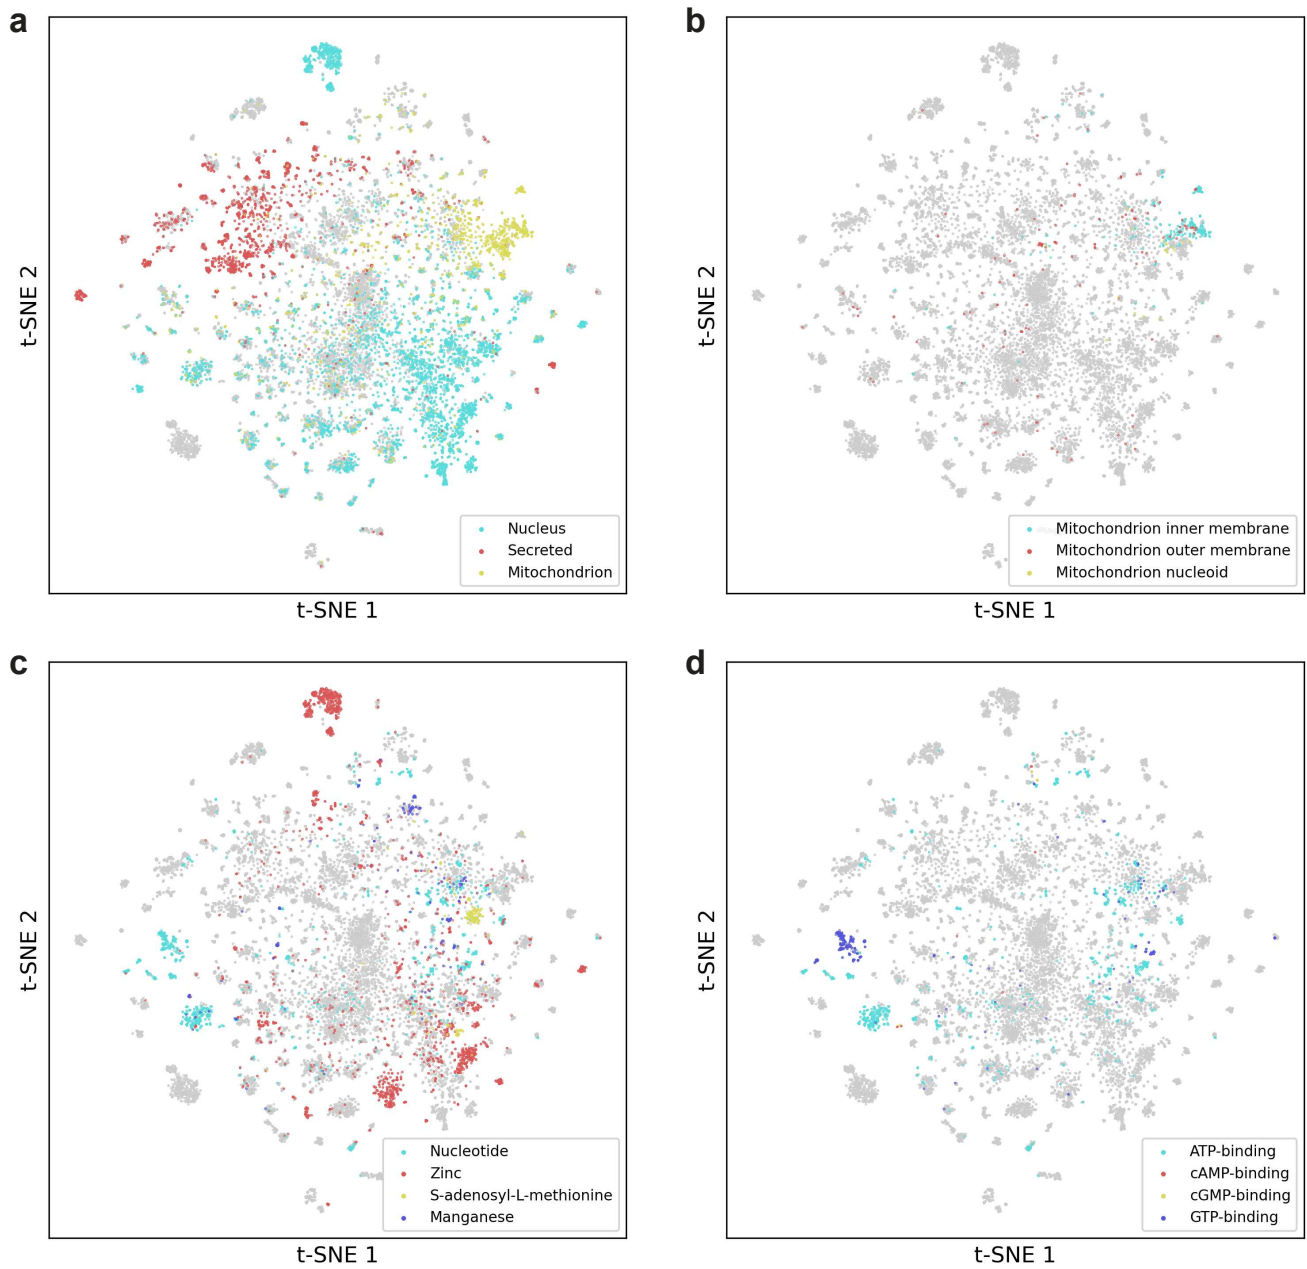 a
t-SNE 2
Nucleus
Secreted
Mitochondrion
t-SNE 1
b
t-SNE 2
Mitochondrion inner membrane
Mitochondrion outer membrane
Mitochondrion nucleoid
t-SNE 1
c
t-SNE 2
Nucleotide
Zinc
S-adenosyl-L-methionine
Manganese
t-SNE 1
d
t-SNE 2
ATP-binding
cAMP-binding
cGMP-binding
GTP-binding
t-SNE 1